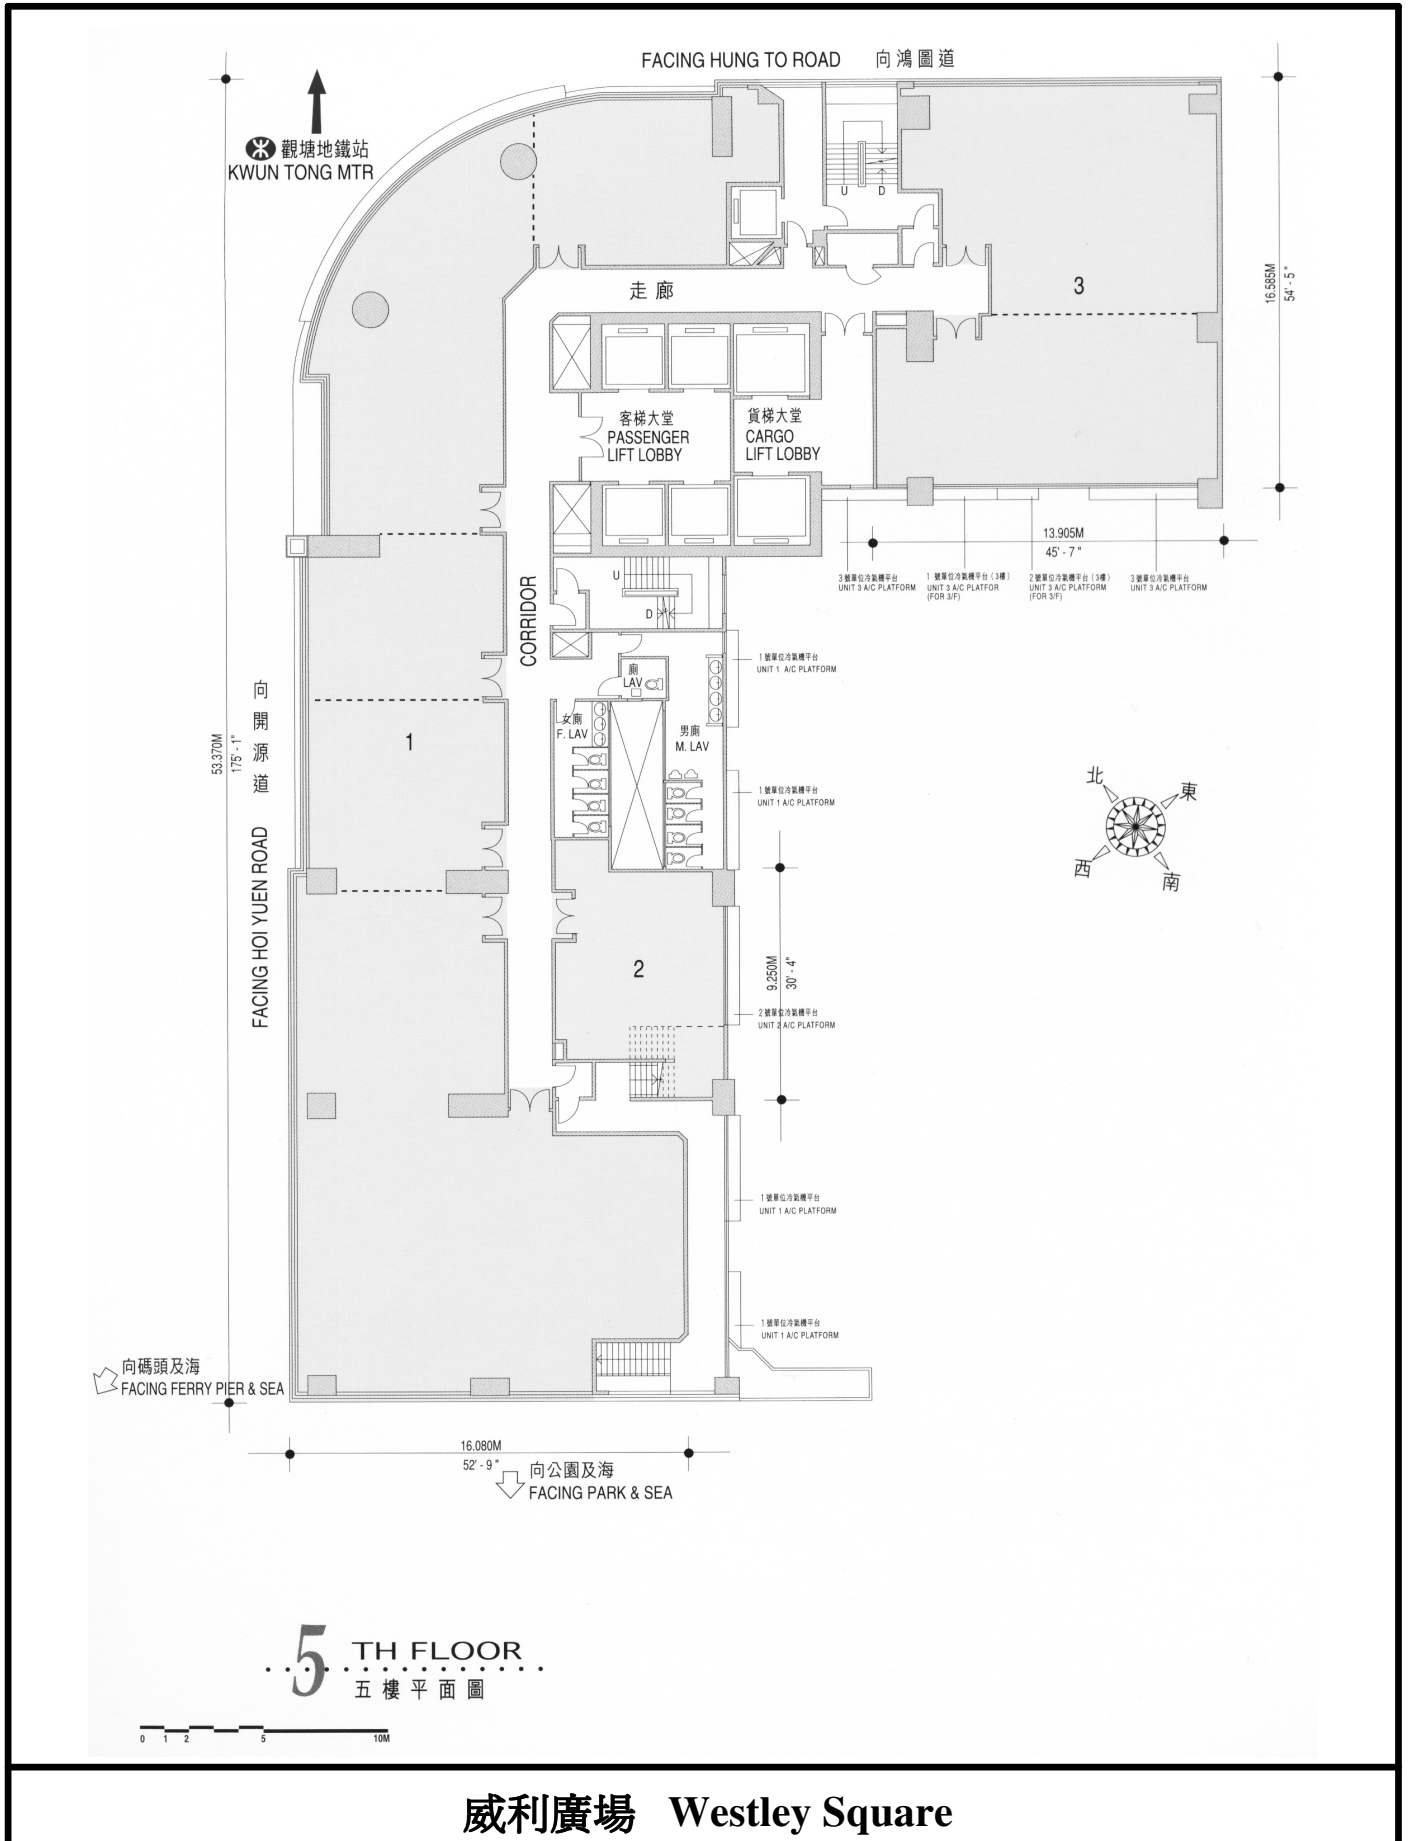 FACING HUNG TO ROAD 向鴻圖道
觀塘地鐵站
KWUN TONG MTR
U D
走廊
3
16.585M
54' - 5"
客梯大堂
PASSENGER
LIFT LOBBY
貨梯大堂
CARGO
LIFT LOBBY
13.905M
45' - 7"
3號單位冷氣機平台
UNIT 3 A/C PLATFORM
1 號單位冷氣機平台(3樓)
UNIT 3 A/C PLATFOR
(FOR 3/F)
2號單位冷氣機平台(3樓)
UNIT 3 A/C PLATFORM
(FOR 3/F)
3號單位冷氣機平台
UNIT 3 A/C PLATFORM
CORRIDOR
U
D
廁
LAV
女廁
F. LAV
男廁
M. LAV
1號單位冷氣機平台
UNIT 1 A/C PLATFORM
1號單位冷氣機平台
UNIT 1 A/C PLATFORM
53.370M
175' - 1"
向開源道 FACING HOI YUEN ROAD
1
北
東
西
南
2
9.250M
30' - 4"
2號單位冷氣機平台
UNIT 2 A/C PLATFORM
1號單位冷氣機平台
UNIT 1 A/C PLATFORM
1號單位冷氣機平台
UNIT 1 A/C PLATFORM
向碼頭及海
FACING FERRY PIER & SEA
16.080M
52' - 9"
向公園及海
FACING PARK & SEA
5 TH FLOOR
五樓平面圖
0 1 2 5 10M
威利廣場 Westley Square